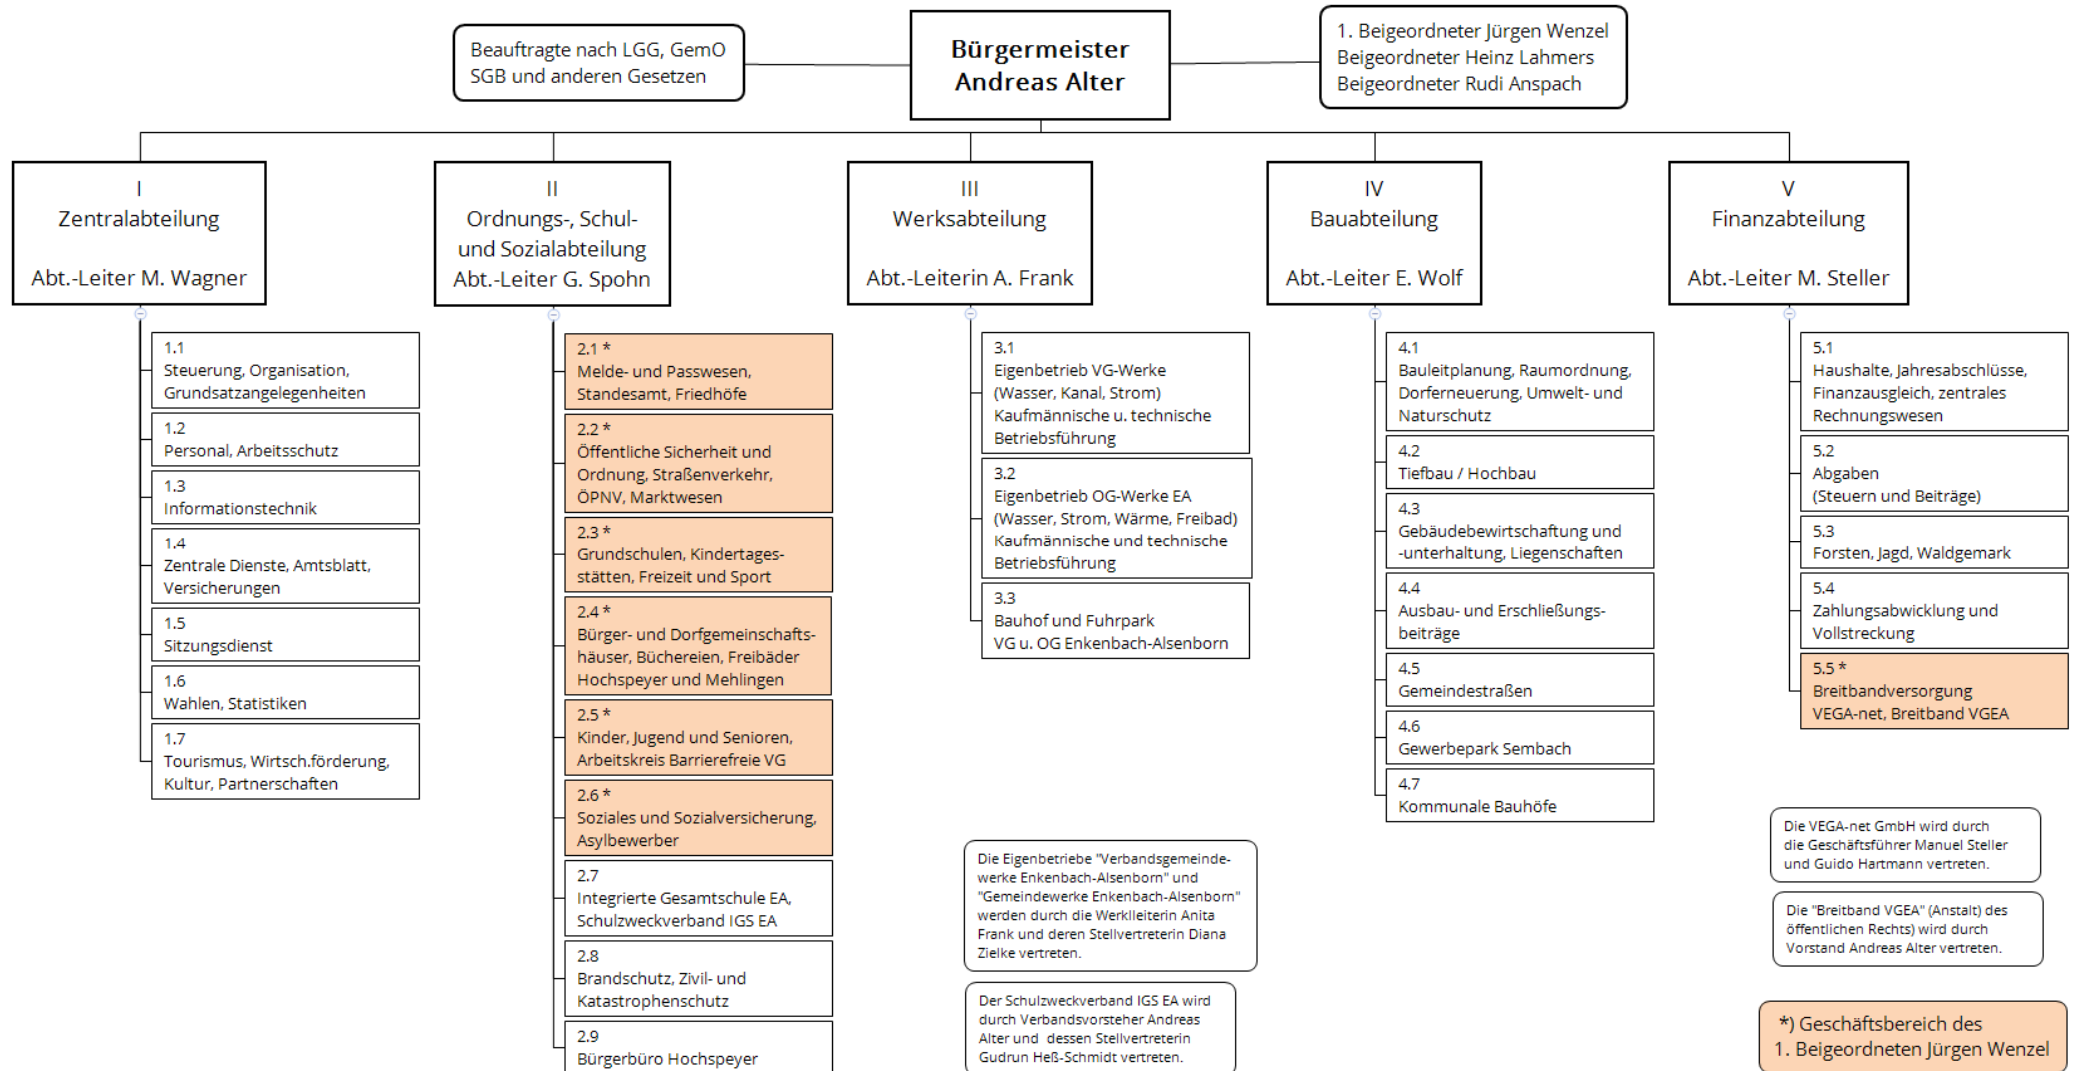 Beauftragte nach LGG, GemO
SGB und anderen Gesetzen
Bürgermeister
Andreas Alter
1. Beigeordneter Jürgen Wenzel
Beigeordneter Heinz Lahmers
Beigeordneter Rudi Anspach
I
Zentralabteilung
Abt.-Leiter M. Wagner
II
Ordnungs-, Schul-
und Sozialabteilung
Abt.-Leiter G. Spohn
III
Werksabteilung
Abt.-Leiterin A. Frank
IV
Bauabteilung
Abt.-Leiter E. Wolf
V
Finanzabteilung
Abt.-Leiter M. Steller
1.1
Steuerung, Organisation,
Grundsatzangelegenheiten
1.2
Personal, Arbeitsschutz
1.3
Informationstechnik
1.4
Zentrale Dienste, Amtsblatt,
Versicherungen
1.5
Sitzungsdienst
1.6
Wahlen, Statistiken
1.7
Tourismus, Wirtsch.förderung,
Kultur, Partnerschaften
2.1 *
Melde- und Passwesen,
Standesamt, Friedhöfe
2.2 *
Öffentliche Sicherheit und
Ordnung, Straßenverkehr,
ÖPNV, Marktwesen
2.3 *
Grundschulen, Kindertages-
stätten, Freizeit und Sport
2.4 *
Bürger- und Dorfgemeinschafts-
häuser, Büchereien, Freibäder
Hochspeyer und Mehlingen
2.5 *
Kinder, Jugend und Senioren,
Arbeitskreis Barrierefreie VG
2.6 *
Soziales und Sozialversicherung,
Asylbewerber
2.7
Integrierte Gesamtschule EA,
Schulzweckverband IGS EA
2.8
Brandschutz, Zivil- und
Katastrophenschutz
2.9
Bürgerbüro Hochspeyer
3.1
Eigenbetrieb VG-Werke
(Wasser, Kanal, Strom)
Kaufmännische u. technische
Betriebsführung
3.2
Eigenbetrieb OG-Werke EA
(Wasser, Strom, Wärme, Freibad)
Kaufmännische und technische
Betriebsführung
3.3
Bauhof und Fuhrpark
VG u. OG Enkenbach-Alsenborn
Die Eigenbetriebe "Verbandsgemeinde-
werke Enkenbach-Alsenborn" und
"Gemeindewerke Enkenbach-Alsenborn"
werden durch die Werklleiterin Anita
Frank und deren Stellvertreterin Diana
Zielke vertreten.
Der Schulzweckverband IGS EA wird
durch Verbandsvorsteher Andreas
Alter und dessen Stellvertreterin
Gudrun Heß-Schmidt vertreten.
4.1
Bauleitplanung, Raumordnung,
Dorferneuerung, Umwelt- und
Naturschutz
4.2
Tiefbau / Hochbau
4.3
Gebäudebewirtschaftung und
-unterhaltung, Liegenschaften
4.4
Ausbau- und Erschließungs-
beiträge
4.5
Gemeindestraßen
4.6
Gewerbepark Sembach
4.7
Kommunale Bauhöfe
5.1
Haushalte, Jahresabschlüsse,
Finanzausgleich, zentrales
Rechnungswesen
5.2
Abgaben
(Steuern und Beiträge)
5.3
Forsten, Jagd, Waldgemark
5.4
Zahlungsabwicklung und
Vollstreckung
5.5 *
Breitbandversorgung
VEGA-net, Breitband VGEA
Die VEGA-net GmbH wird durch
die Geschäftsführer Manuel Steller
und Guido Hartmann vertreten.
Die "Breitband VGEA" (Anstalt) des
öffentlichen Rechts) wird durch
Vorstand Andreas Alter vertreten.
*) Geschäftsbereich des
1. Beigeordneten Jürgen Wenzel